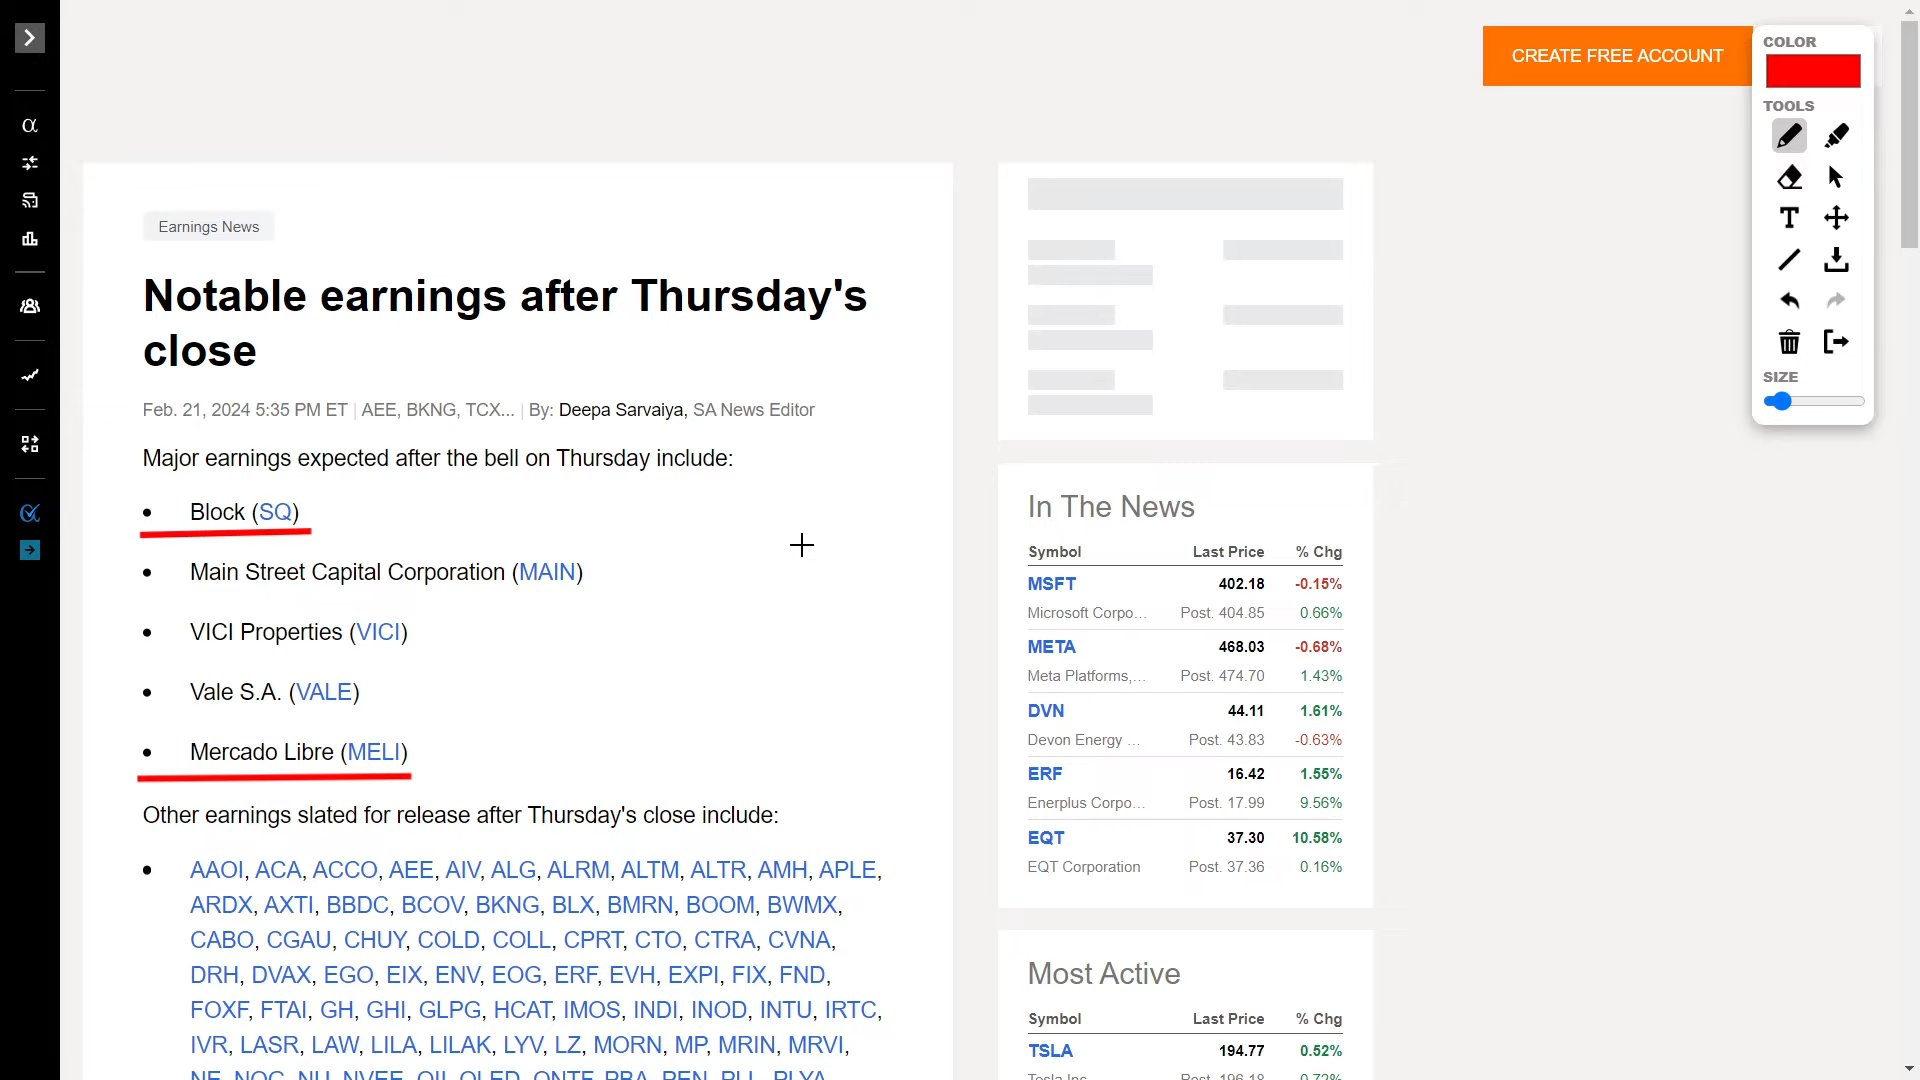 CREATE FREE ACCOUNT
COLOR
TOOLS
SIZE
Earnings News
Notable earnings after Thursday's
close
Feb. 21, 2024 5:35 PM ET | AEE, BKNG, TCX... | By: Deepa Sarvaiya, SA News Editor
Major earnings expected after the bell on Thursday include:
• Block (SQ)
• Main Street Capital Corporation (MAIN)
• VICI Properties (VICI)
• Vale S.A. (VALE)
• Mercado Libre (MELI)
Other earnings slated for release after Thursday's close include:
• AAOI, ACA, ACCO, AEE, AIV, ALG, ALRM, ALTM, ALTR, AMH, APLE,
ARDX, AXTI, BBDC, BCOV, BKNG, BLX, BMRN, BOOM, BWMX,
CABO, CGAU, CHUY, COLD, COLL, CPRT, CTO, CTRA, CVNA,
DRH, DVAX, EGO, EIX, ENV, EOG, ERF, EVH, EXPI, FIX, FND,
FOXF, FTAI, GH, GHI, GLPG, HCAT, IMOS, INDI, INOD, INTU, IRTC,
IVR, LASR, LAW, LILA, LILAK, LYV, LZ, MORN, MP, MRIN, MRVI,
In The News
Symbol Last Price % Chg
MSFT 402.18 -0.15%
Microsoft Corpo... Post. 404.85 0.66%
META 468.03 -0.68%
Meta Platforms,... Post. 474.70 1.43%
DVN 44.11 1.61%
Devon Energy ... Post. 43.83 -0.63%
ERF 16.42 1.55%
Enerplus Corpo... Post. 17.99 9.56%
EQT 37.30 10.58%
EQT Corporation Post. 37.36 0.16%
Most Active
Symbol Last Price % Chg
TSLA 194.77 0.52%